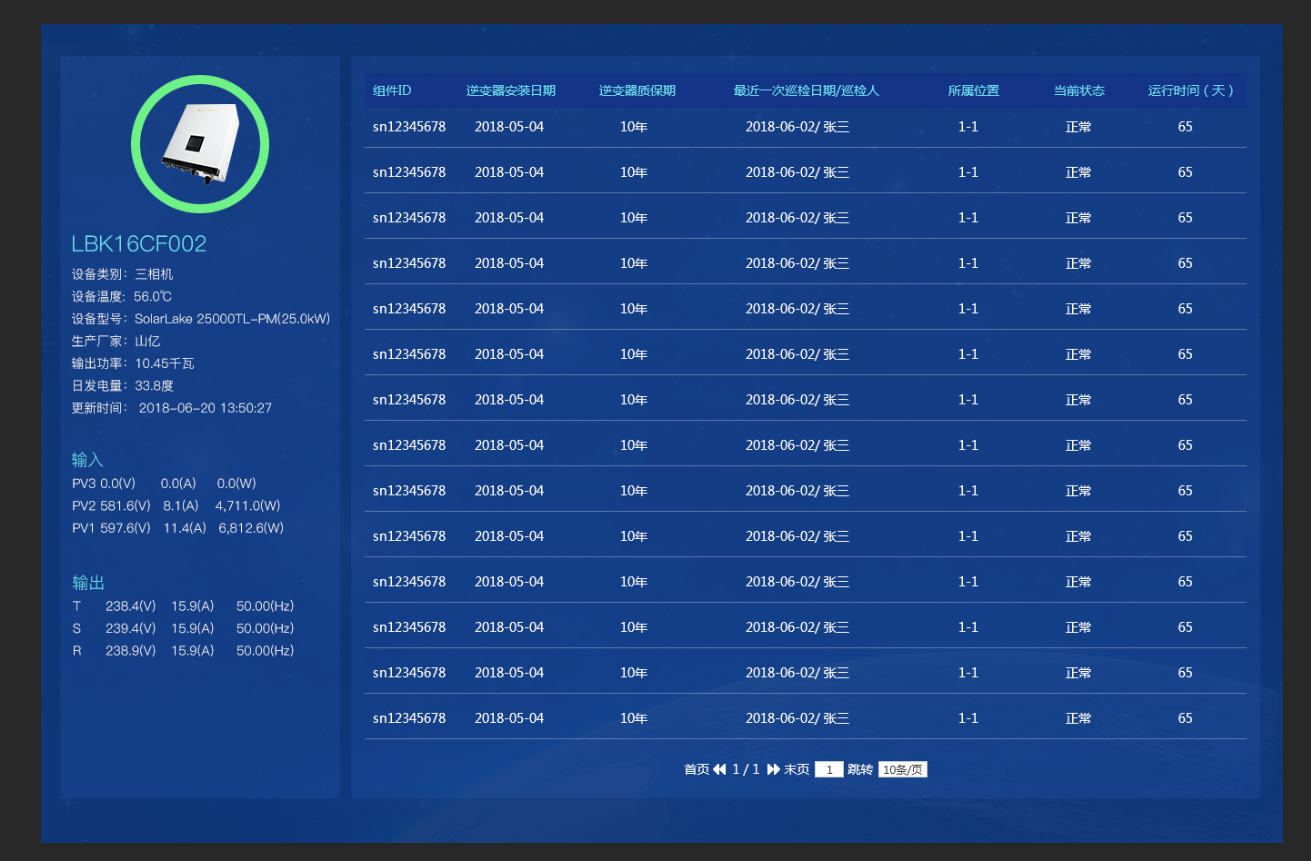 LBK16CF002
设备类别：三相机
设备温度：56.0℃
设备型号：SolarLake 25000TL-PM(25.0kW)
生产厂家：山亿
输出功率：10.45千瓦
日发电量：33.8度
更新时间： 2018-06-20 13:50:27
输入
PV3 0.0(V) 0.0(A) 0.0(W)
PV2 581.6(V) 8.1(A) 4,711.0(W)
PV1 597.6(V) 11.4(A) 6,812.6(W)
输出
T 238.4(V) 15.9(A) 50.00(Hz)
S 239.4(V) 15.9(A) 50.00(Hz)
R 238.9(V) 15.9(A) 50.00(Hz)
组件ID 逆变器安装日期 逆变器质保期 最近一次巡检日期/巡检人 所属位置 当前状态 运行时间（天）
sn12345678 2018-05-04 10年 2018-06-02/ 张三 1-1 正常 65
sn12345678 2018-05-04 10年 2018-06-02/ 张三 1-1 正常 65
sn12345678 2018-05-04 10年 2018-06-02/ 张三 1-1 正常 65
sn12345678 2018-05-04 10年 2018-06-02/ 张三 1-1 正常 65
sn12345678 2018-05-04 10年 2018-06-02/ 张三 1-1 正常 65
sn12345678 2018-05-04 10年 2018-06-02/ 张三 1-1 正常 65
sn12345678 2018-05-04 10年 2018-06-02/ 张三 1-1 正常 65
sn12345678 2018-05-04 10年 2018-06-02/ 张三 1-1 正常 65
sn12345678 2018-05-04 10年 2018-06-02/ 张三 1-1 正常 65
sn12345678 2018-05-04 10年 2018-06-02/ 张三 1-1 正常 65
sn12345678 2018-05-04 10年 2018-06-02/ 张三 1-1 正常 65
sn12345678 2018-05-04 10年 2018-06-02/ 张三 1-1 正常 65
sn12345678 2018-05-04 10年 2018-06-02/ 张三 1-1 正常 65
sn12345678 2018-05-04 10年 2018-06-02/ 张三 1-1 正常 65
首页 1 / 1 末页 1 跳转 10条/页